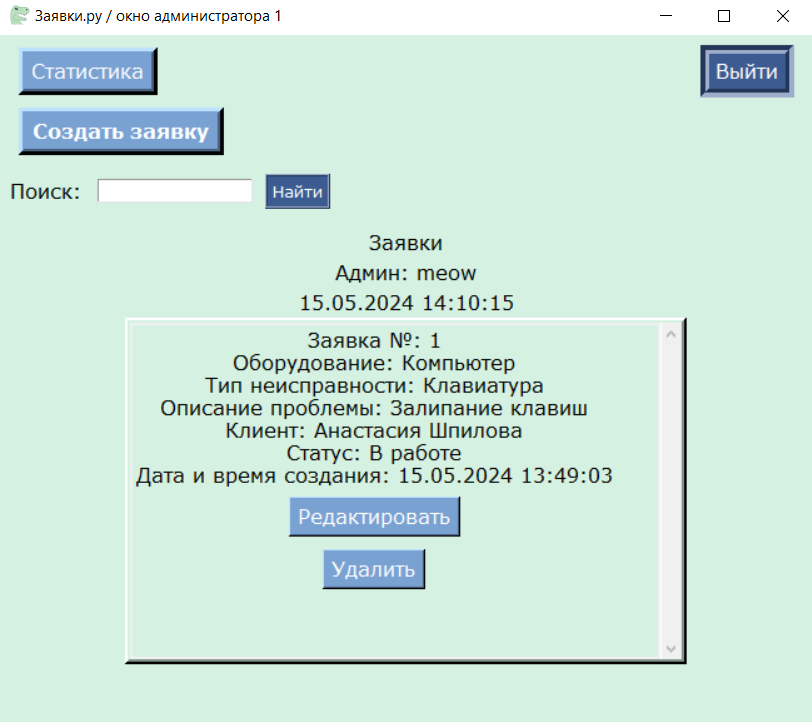 Заявки.ру / окно администратора 1
Статистика
Выйти
Создать заявку
Поиск:
Найти
Заявки
Админ: meow
15.05.2024 14:10:15
Заявка №: 1
Оборудование: Компьютер
Тип неисправности: Клавиатура
Описание проблемы: Залипание клавиш
Клиент: Анастасия Шпилова
Статус: В работе
Дата и время создания: 15.05.2024 13:49:03
Редактировать
Удалить